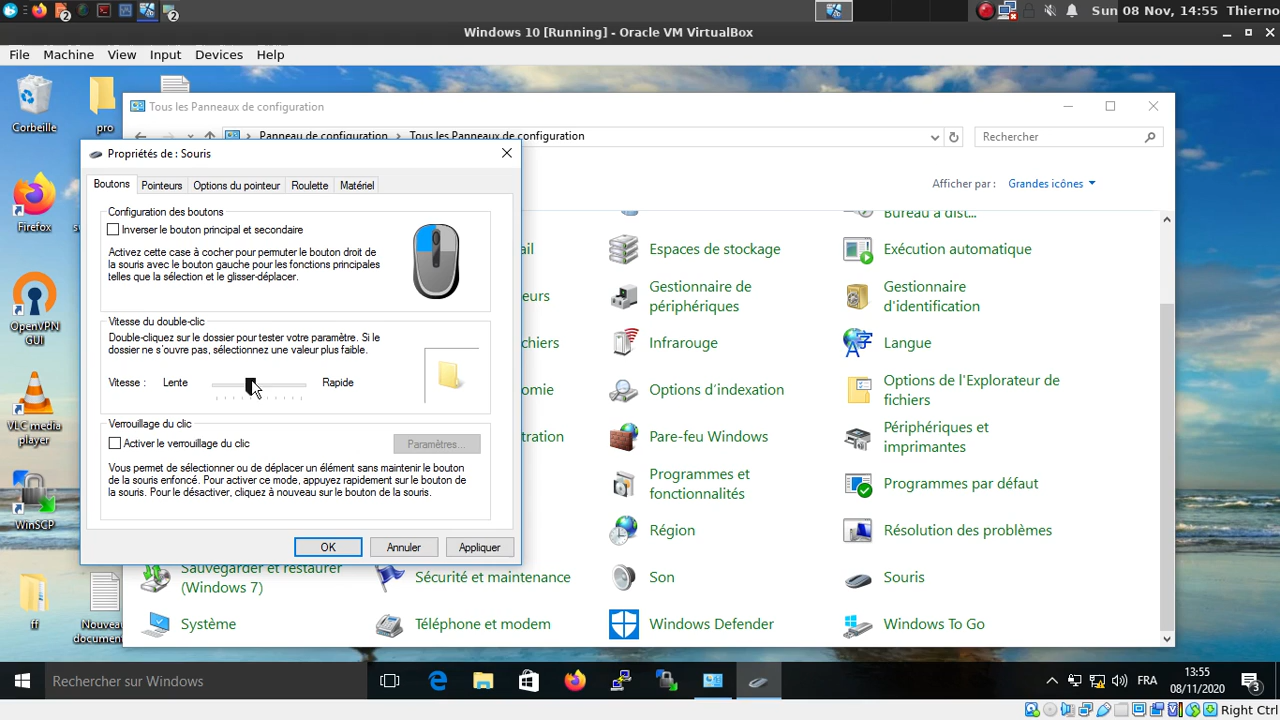 2
2
Sun 08 Nov, 14:55 Thierno
Windows 10 [Running] - Oracle VM VirtualBox
File Machine View Input Devices Help
Corbeille
pro
Firefox
OpenVPN
GUI
VLC media
player
WinSCP
ff
Nouveau
document
Tous les Panneaux de configuration
Panneau de configuration > Tous les Panneaux de configuration
Rechercher
Afficher par : Grandes icônes
Propriétés de : Souris
Boutons Pointeurs Options du pointeur Roulette Matériel
Configuration des boutons
Inverser le bouton principal et secondaire
Activez cette case à cocher pour permuter le bouton droit de
la souris avec le bouton gauche pour les fonctions principales
telles que la sélection et le glisser-déplacer.
Vitesse du double-clic
Double-cliquez sur le dossier pour tester votre paramètre. Si le
dossier ne s'ouvre pas, sélectionnez une valeur plus faible.
Vitesse : Lente Rapide
Verrouillage du clic
Activer le verrouillage du clic
Paramètres...
Vous permet de sélectionner ou de déplacer un élément sans maintenir le bouton
de la souris enfoncé. Pour activer ce mode, appuyez rapidement sur le bouton de
la souris. Pour le désactiver, cliquez à nouveau sur le bouton de la souris.
OK Annuler Appliquer
Bureau à dist...
Espaces de stockage
Exécution automatique
Gestionnaire de
périphériques
Gestionnaire
d'identification
Infrarouge
Langue
Options d'indexation
Options de l'Explorateur de
fichiers
Pare-feu Windows
Périphériques et
imprimantes
Programmes et
fonctionnalités
Programmes par défaut
Région
Résolution des problèmes
Sauvegarder et restaurer
(Windows 7)
Sécurité et maintenance
Son
Souris
Système
Téléphone et modem
Windows Defender
Windows To Go
Rechercher sur Windows
FRA
13:55
08/11/2020
3
Right Ctrl